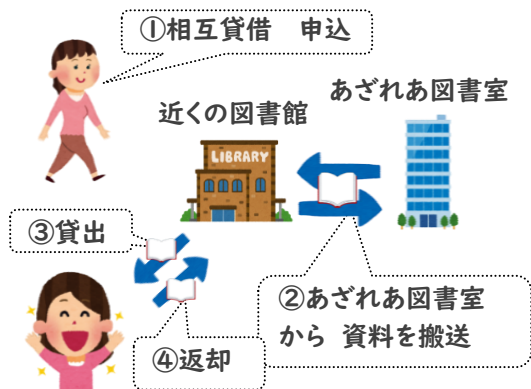 ①相互貸借　申込
あざれあ図書室
近くの図書館
LIBRARY
③貸出
②あざれあ図書室
から 資料を搬送
④返却